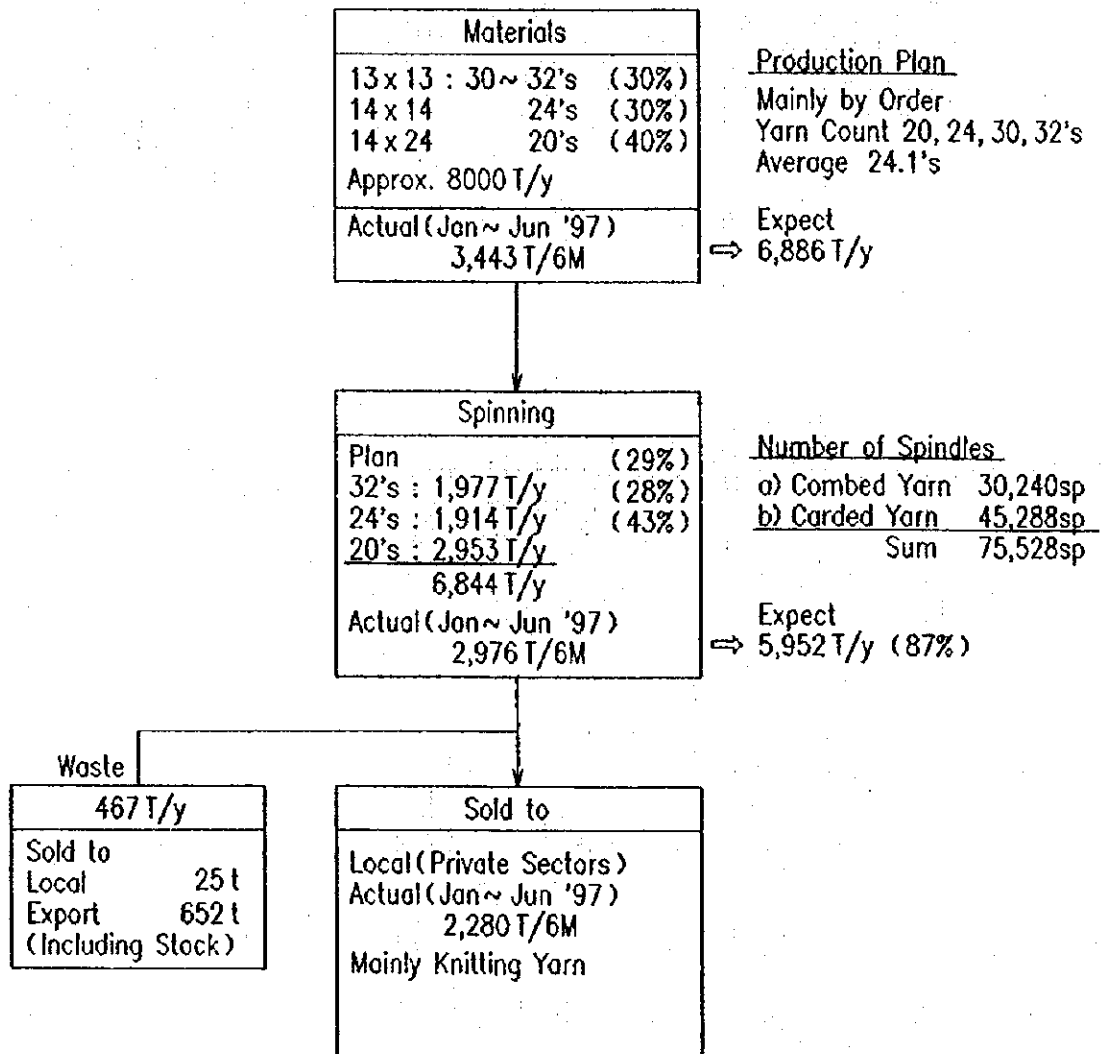 Materials
13 x 13 : 30 ~ 32's (30%)
14 x 14 24's (30%)
14 x 24 20's (40%)
Approx. 8000 T/y
Actual (Jan ~ Jun '97)
3,443 T/6M
Production Plan
Mainly by Order
Yarn Count 20, 24, 30, 32's
Average 24.1's
Expect
⇨ 6,886 T/y
Spinning
Plan (29%)
32's : 1,977 T/y (28%)
24's : 1,914 T/y (43%)
20's : 2,953 T/y
6,844 T/y
Actual (Jan ~ Jun '97)
2,976 T/6M
Number of Spindles
a) Combed Yarn 30,240sp
b) Carded Yarn 45,288sp
Sum 75,528sp
Expect
⇨ 5,952 T/y (87%)
Waste
467 T/y
Sold to
Local 25 t
Export 652 t
(Including Stock)
Sold to
Local (Private Sectors)
Actual (Jan ~ Jun '97)
2,280 T/6M
Mainly Knitting Yarn